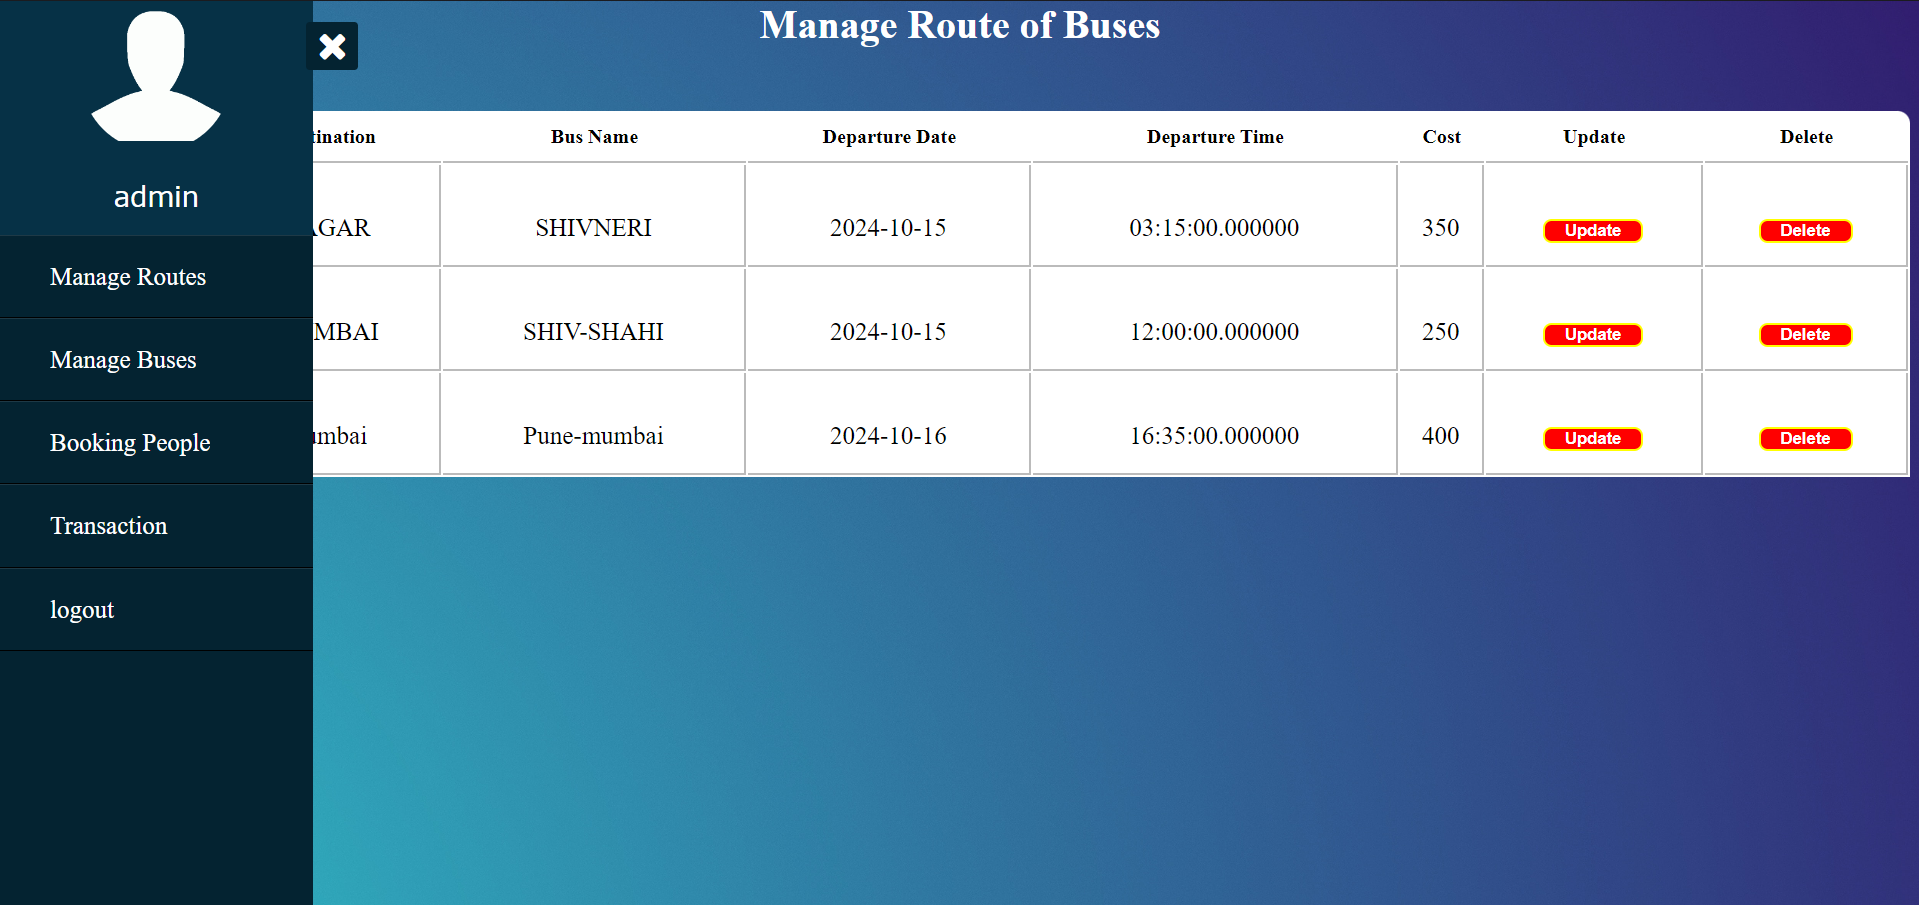 Manage Route of Buses
admin
Manage Routes
Manage Buses
Booking People
Transaction
logout
tination Bus Name Departure Date Departure Time Cost Update Delete
AGAR SHIVNERI 2024-10-15 03:15:00.000000 350 Update Delete
MBAI SHIV-SHAHI 2024-10-15 12:00:00.000000 250 Update Delete
umbai Pune-mumbai 2024-10-16 16:35:00.000000 400 Update Delete